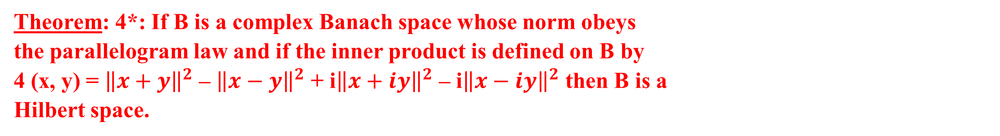 Theorem: 4*: If B is a complex Banach space whose norm obeys
the parallelogram law and if the inner product is defined on B by
4 (x, y) = ||x + y||² – ||x − y||² + i||x + iy||² – i||x − iy||² then B is a
Hilbert space.